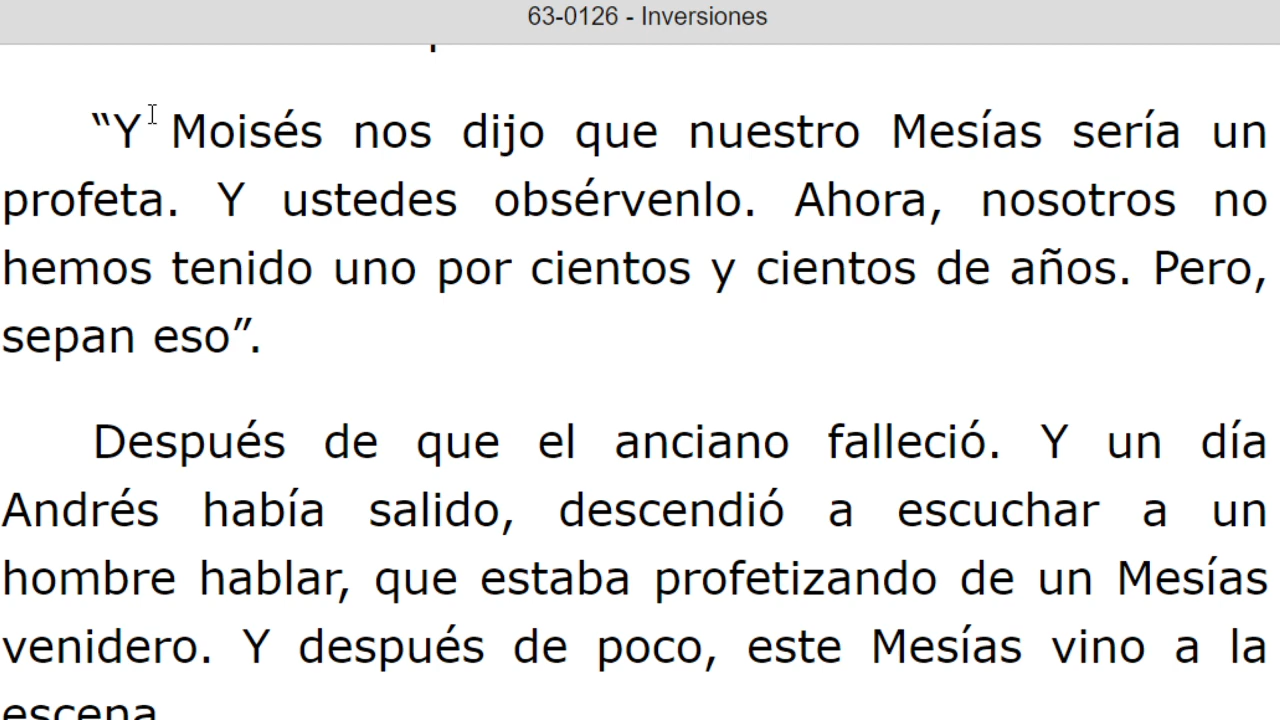 63-0126 - Inversiones
“Y Moisés nos dijo que nuestro Mesías sería un
profeta. Y ustedes obsérvenlo. Ahora, nosotros no
hemos tenido uno por cientos y cientos de años. Pero,
sepan eso”.
Después de que el anciano falleció. Y un día
Andrés había salido, descendió a escuchar a un
hombre hablar, que estaba profetizando de un Mesías
venidero. Y después de poco, este Mesías vino a la
escena.